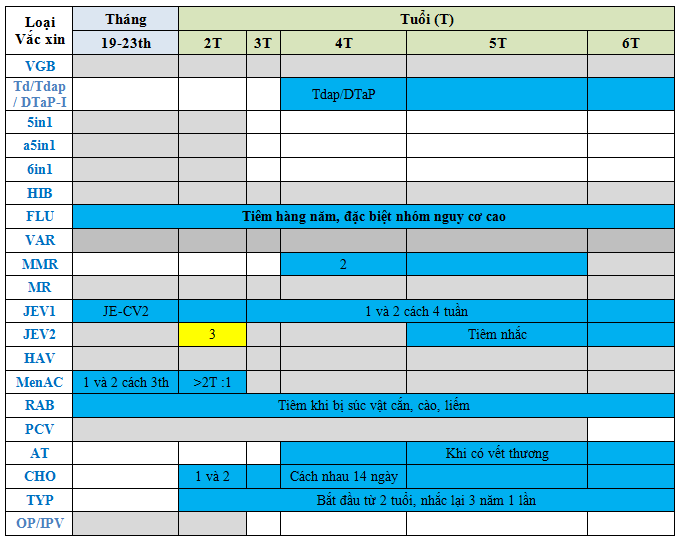 Loại Vắc xin
Tháng
Tuổi (T)
19-23th
2T
3T
4T
5T
6T
VGB
Td/Tdap / DTaP-I
Tdap/DTaP
5in1
a5in1
6in1
HIB
FLU
Tiêm hàng năm, đặc biệt nhóm nguy cơ cao
VAR
MMR
2
MR
JEV1
JE-CV2
1 và 2 cách 4 tuần
JEV2
3
Tiêm nhắc
HAV
MenAC
1 và 2 cách 3th
>2T :1
RAB
Tiêm khi bị súc vật cắn, cào, liếm
PCV
AT
Khi có vết thương
CHO
1 và 2
Cách nhau 14 ngày
TYP
Bắt đầu từ 2 tuổi, nhắc lại 3 năm 1 lần
OP/IPV